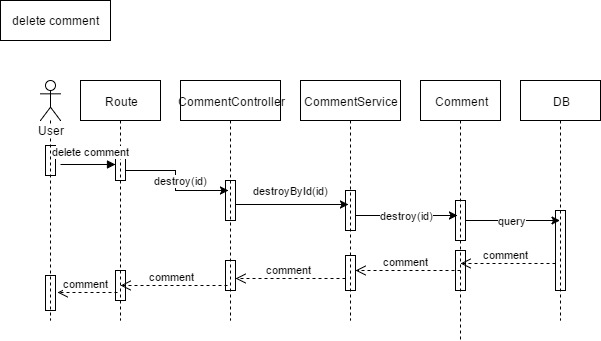 delete comment
Route
CommentController
CommentService
Comment
DB
User
delete comment
destroy(id)
destroyById(id)
destroy(id)
query
comment
comment
comment
comment
comment